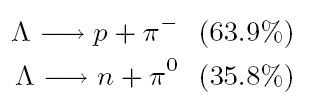 Λ ⟶ p + π⁻ (63.9%)
Λ ⟶ n + π⁰ (35.8%)